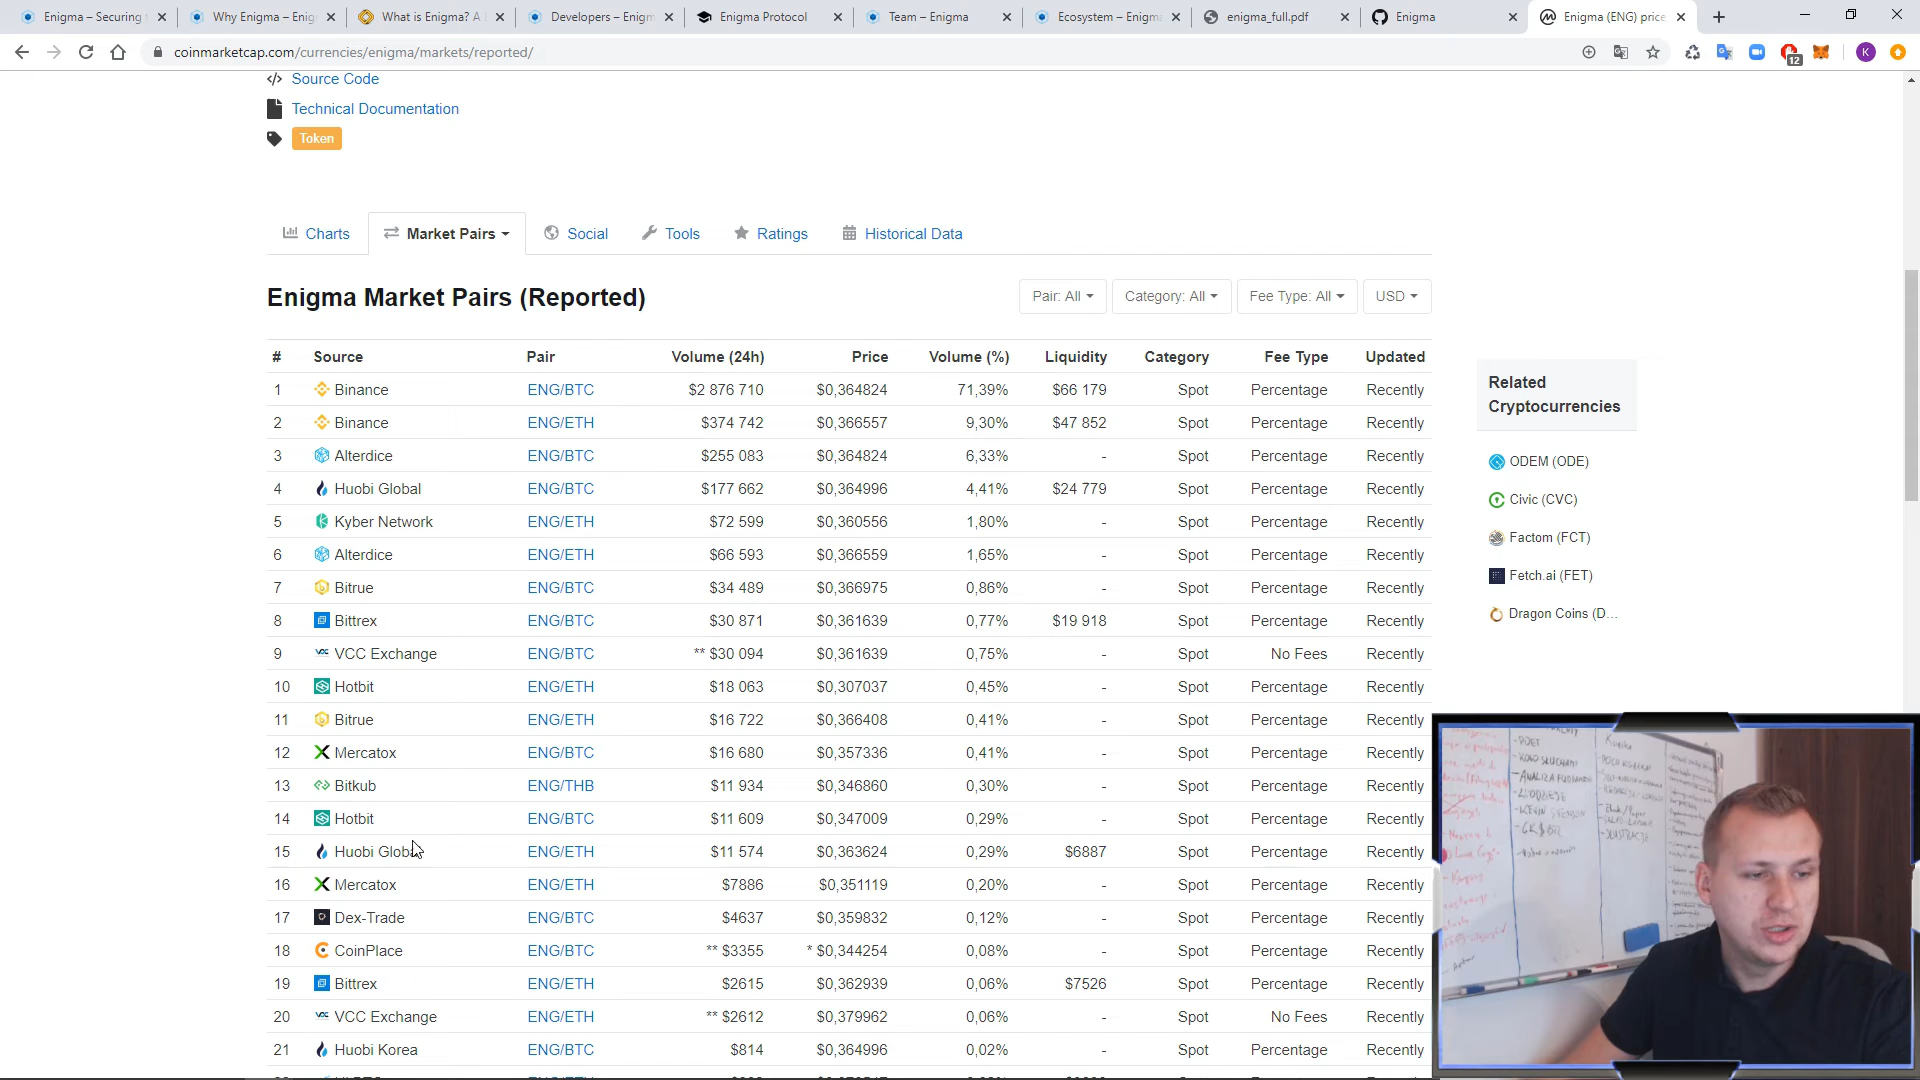 Enigma – Securing
Why Enigma – Enig
What is Enigma? A
Developers – Enigm
Enigma Protocol
Team – Enigma
Ecosystem – Enigma
enigma_full.pdf
Enigma
Enigma (ENG) price
coinmarketcap.com/currencies/enigma/markets/reported/
12
K
Source Code
Technical Documentation
Token
Charts
Market Pairs
Social
Tools
Ratings
Historical Data
Enigma Market Pairs (Reported)
Pair: All
Category: All
Fee Type: All
USD
# Source Pair Volume (24h) Price Volume (%) Liquidity Category Fee Type Updated
1 Binance ENG/BTC $2 876 710 $0,364824 71,39% $66 179 Spot Percentage Recently
2 Binance ENG/ETH $374 742 $0,366557 9,30% $47 852 Spot Percentage Recently
3 Alterdice ENG/BTC $255 083 $0,364824 6,33% - Spot Percentage Recently
4 Huobi Global ENG/BTC $177 662 $0,364996 4,41% $24 779 Spot Percentage Recently
5 Kyber Network ENG/ETH $72 599 $0,360556 1,80% - Spot Percentage Recently
6 Alterdice ENG/ETH $66 593 $0,366559 1,65% - Spot Percentage Recently
7 Bitrue ENG/BTC $34 489 $0,366975 0,86% - Spot Percentage Recently
8 Bittrex ENG/BTC $30 871 $0,361639 0,77% $19 918 Spot Percentage Recently
9 VCC Exchange ENG/BTC ** $30 094 $0,361639 0,75% - Spot No Fees Recently
10 Hotbit ENG/ETH $18 063 $0,307037 0,45% - Spot Percentage Recently
11 Bitrue ENG/ETH $16 722 $0,366408 0,41% - Spot Percentage Recently
12 Mercatox ENG/BTC $16 680 $0,357336 0,41% - Spot Percentage Recently
13 Bitkub ENG/THB $11 934 $0,346860 0,30% - Spot Percentage Recently
14 Hotbit ENG/BTC $11 609 $0,347009 0,29% - Spot Percentage Recently
15 Huobi Global ENG/ETH $11 574 $0,363624 0,29% $6887 Spot Percentage Recently
16 Mercatox ENG/ETH $7886 $0,351119 0,20% - Spot Percentage Recently
17 Dex-Trade ENG/BTC $4637 $0,359832 0,12% - Spot Percentage Recently
18 CoinPlace ENG/BTC ** $3355 * $0,344254 0,08% - Spot Percentage Recently
19 Bittrex ENG/ETH $2615 $0,362939 0,06% $7526 Spot Percentage Recently
20 VCC Exchange ENG/ETH ** $2612 $0,379962 0,06% - Spot No Fees Recently
21 Huobi Korea ENG/BTC $814 $0,364996 0,02% - Spot Percentage Recently
Related
Cryptocurrencies
ODEM (ODE)
Civic (CVC)
Factom (FCT)
Fetch.ai (FET)
Dragon Coins (D...